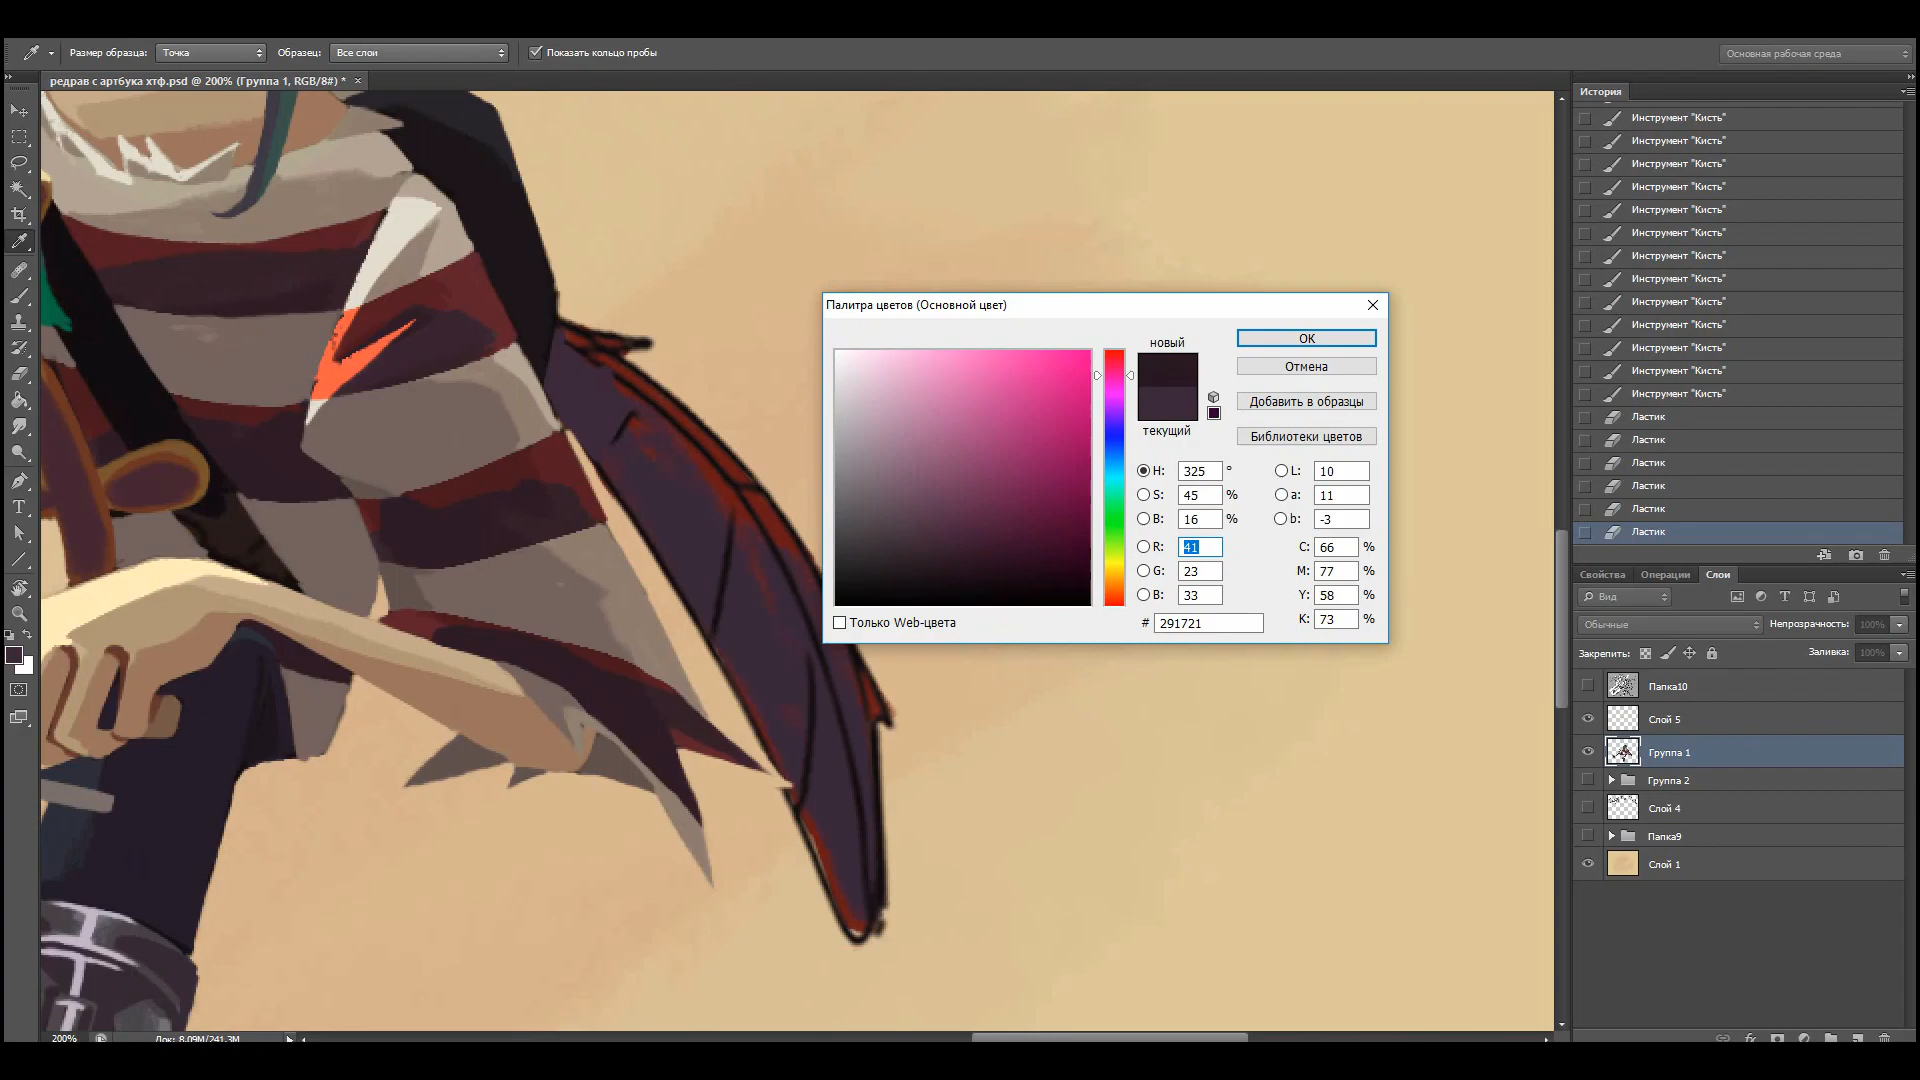 Размер образца: Точка Образец: Все слои Показать кольцо пробы Основная рабочая среда
редрав с артбука хтф.psd @ 200% (Группа 1, RGB/8#) * ×
История
Инструмент "Кисть"
Инструмент "Кисть"
Инструмент "Кисть"
Инструмент "Кисть"
Инструмент "Кисть"
Инструмент "Кисть"
Инструмент "Кисть"
Инструмент "Кисть"
Инструмент "Кисть"
Инструмент "Кисть"
Инструмент "Кисть"
Инструмент "Кисть"
Инструмент "Кисть"
Ластик
Ластик
Ластик
Ластик
Ластик
Ластик
Палитра цветов (Основной цвет)
новый
текущий
OK
Отмена
Добавить в образцы
Библиотеки цветов
H: 325 ° L: 10
S: 45 % a: 11
B: 16 % b: -3
R: 41 C: 66 %
G: 23 M: 77 %
B: 33 Y: 58 %
# 291721 K: 73 %
Только Web-цвета
Свойства Операции Слои
Вид
Обычные Непрозрачность: 100%
Закрепить: Заливка: 100%
Папка10
Слой 5
Группа 1
Группа 2
Слой 4
Папка9
Слой 1
200% Док: 8,09M/241,3M